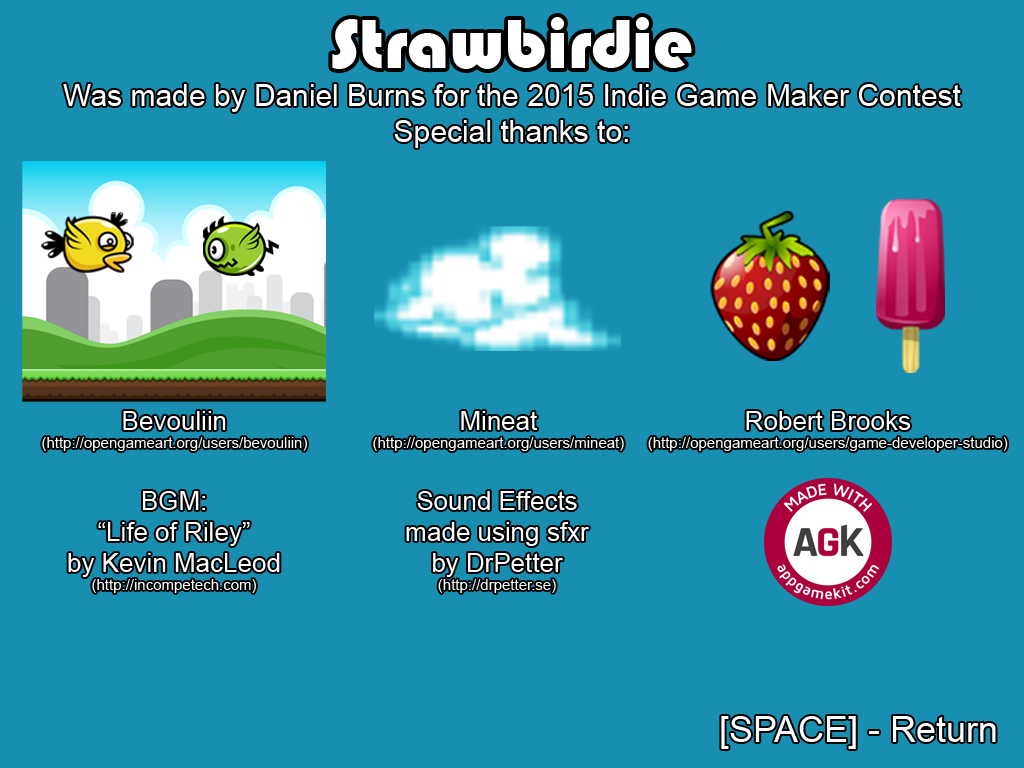 Strawbirdie
Was made by Daniel Burns for the 2015 Indie Game Maker Contest
Special thanks to:
Bevouliin
(http://opengameart.org/users/bevouliin)
Mineat
(http://opengameart.org/users/mineat)
Robert Brooks
(http://opengameart.org/users/game-developer-studio)
BGM:
“Life of Riley”
by Kevin MacLeod
(http://incompetech.com)
Sound Effects
made using sfxr
by DrPetter
(http://drpetter.se)
MADE WITH
AGK
appgamekit.com
[SPACE] - Return